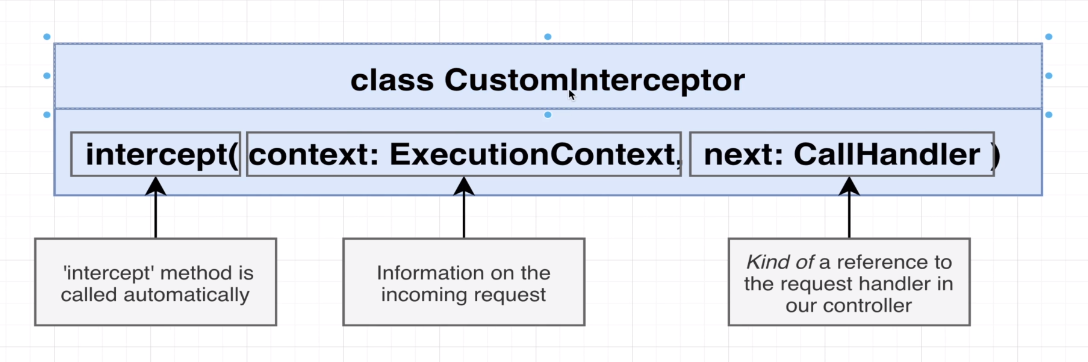 class CustomInterceptor
intercept( context: ExecutionContext, next: CallHandler )
'intercept' method is
called automatically
Information on the
incoming request
Kind of a reference to
the request handler in
our controller